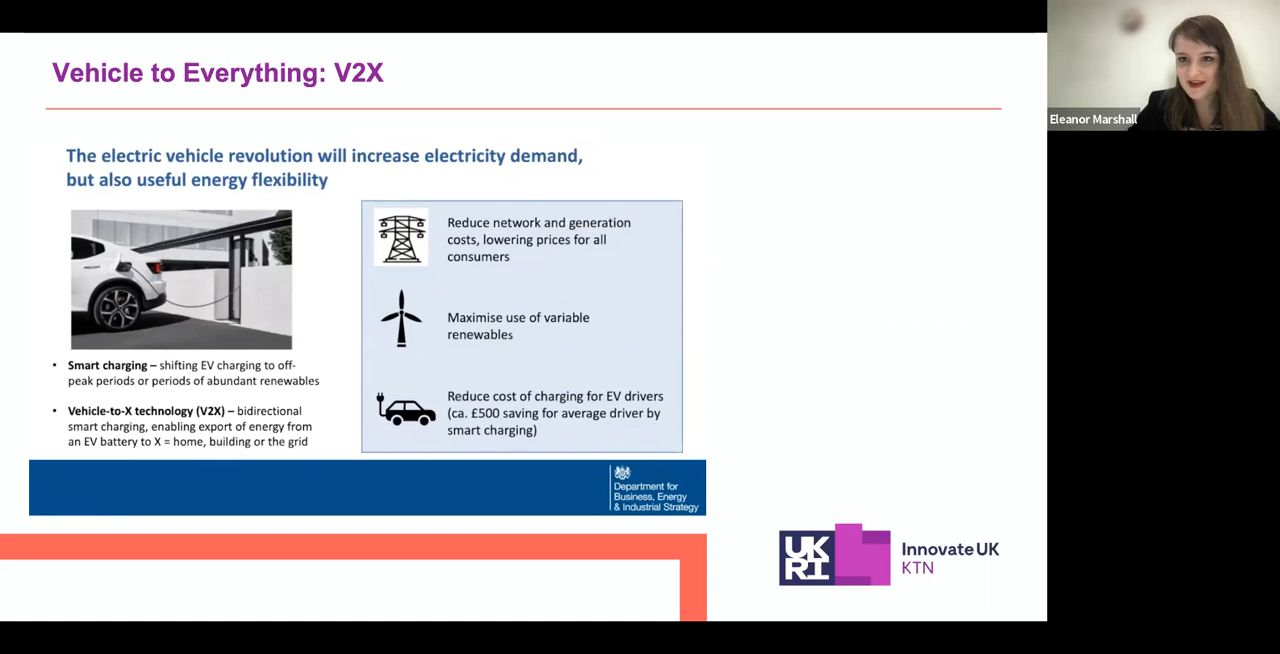 Vehicle to Everything: V2X
Eleanor Marshall
The electric vehicle revolution will increase electricity demand,
but also useful energy flexibility
• Smart charging – shifting EV charging to off-
peak periods or periods of abundant renewables
• Vehicle-to-X technology (V2X) – bidirectional
smart charging, enabling export of energy from
an EV battery to X = home, building or the grid
Reduce network and generation
costs, lowering prices for all
consumers
Maximise use of variable
renewables
Reduce cost of charging for EV drivers
(ca. £500 saving for average driver by
smart charging)
Department for
Business, Energy
& Industrial Strategy
UK
RI
Innovate UK
KTN